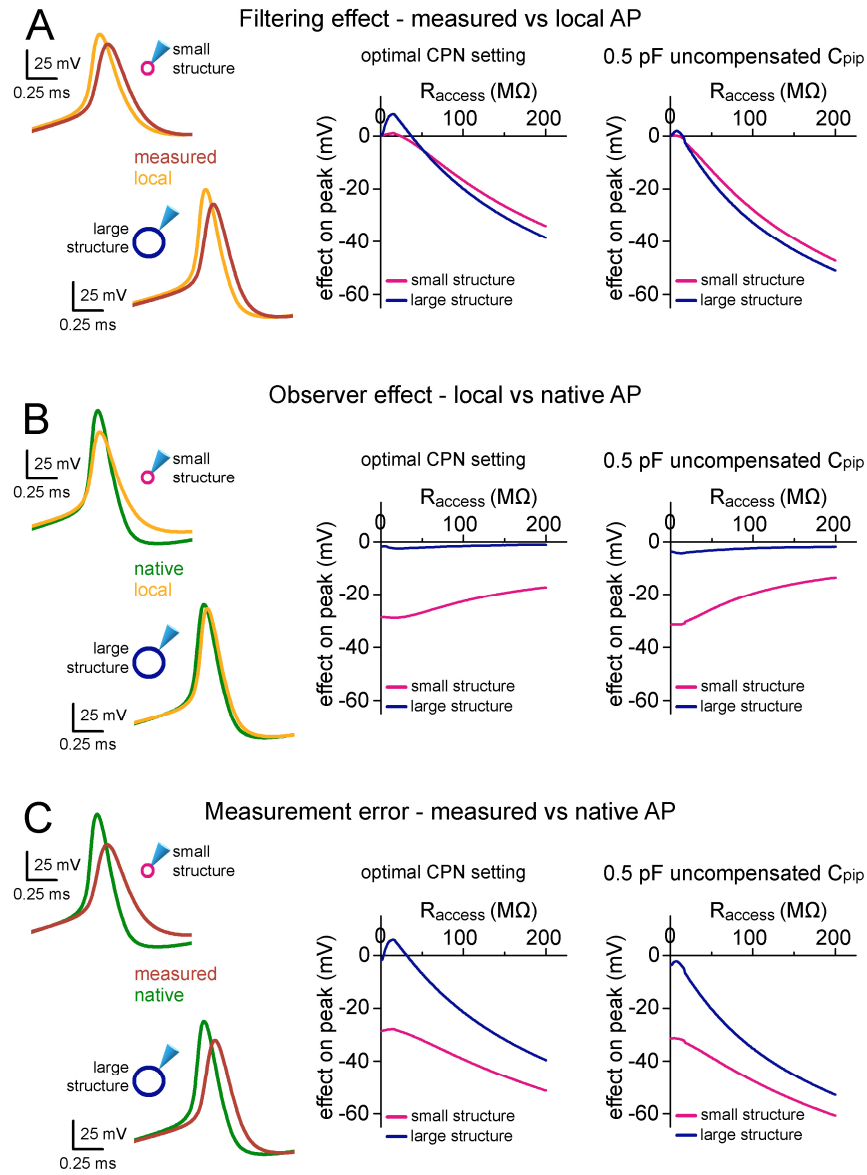 A
Filtering effect - measured vs local AP
25 mV
0.25 ms
small
structure
measured
local
large
structure
25 mV
0.25 ms
optimal CPN setting
Raccess (MΩ)
0 100 200
effect on peak (mV)
0
-20
-40
-60
small structure
large structure
0.5 pF uncompensated Cpip
Raccess (MΩ)
0 100 200
effect on peak (mV)
0
-20
-40
-60
small structure
large structure
B
Observer effect - local vs native AP
25 mV
0.25 ms
small
structure
native
local
large
structure
25 mV
0.25 ms
optimal CPN setting
Raccess (MΩ)
0 100 200
effect on peak (mV)
0
-20
-40
-60
small structure
large structure
0.5 pF uncompensated Cpip
Raccess (MΩ)
0 100 200
effect on peak (mV)
0
-20
-40
-60
small structure
large structure
C
Measurement error - measured vs native AP
25 mV
0.25 ms
small
structure
measured
native
large
structure
25 mV
0.25 ms
optimal CPN setting
Raccess (MΩ)
0 100 200
effect on peak (mV)
0
-20
-40
-60
small structure
large structure
0.5 pF uncompensated Cpip
Raccess (MΩ)
0 100 200
effect on peak (mV)
0
-20
-40
-60
small structure
large structure